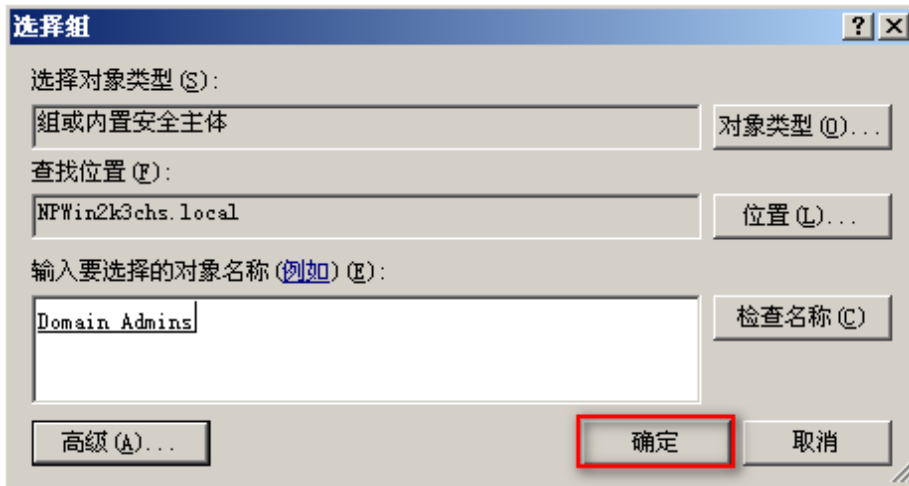 选择组
选择对象类型(S):
组或内置安全主体
对象类型(O)...
查找位置(F):
NPWin2k3chs.local
位置(L)...
输入要选择的对象名称(例如)(E):
Domain Admins
检查名称(C)
高级(A)...
确定
取消